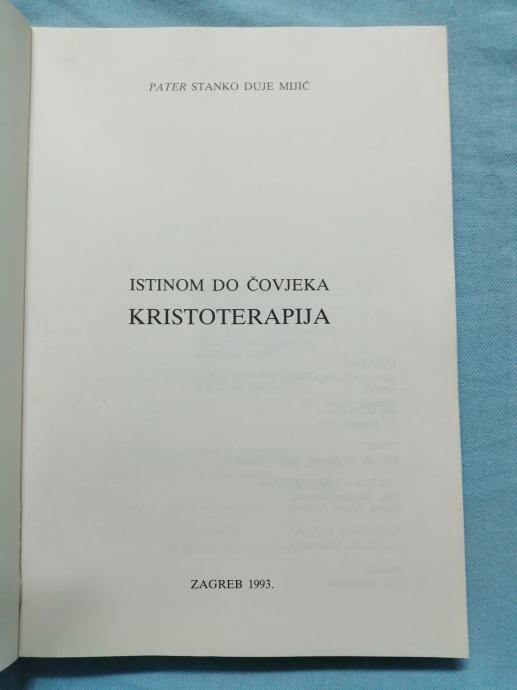 PATER STANKO DUJE MIJIĆ
ISTINOM DO ČOVJEKA
KRISTOTERAPIJA
ZAGREB 1993.